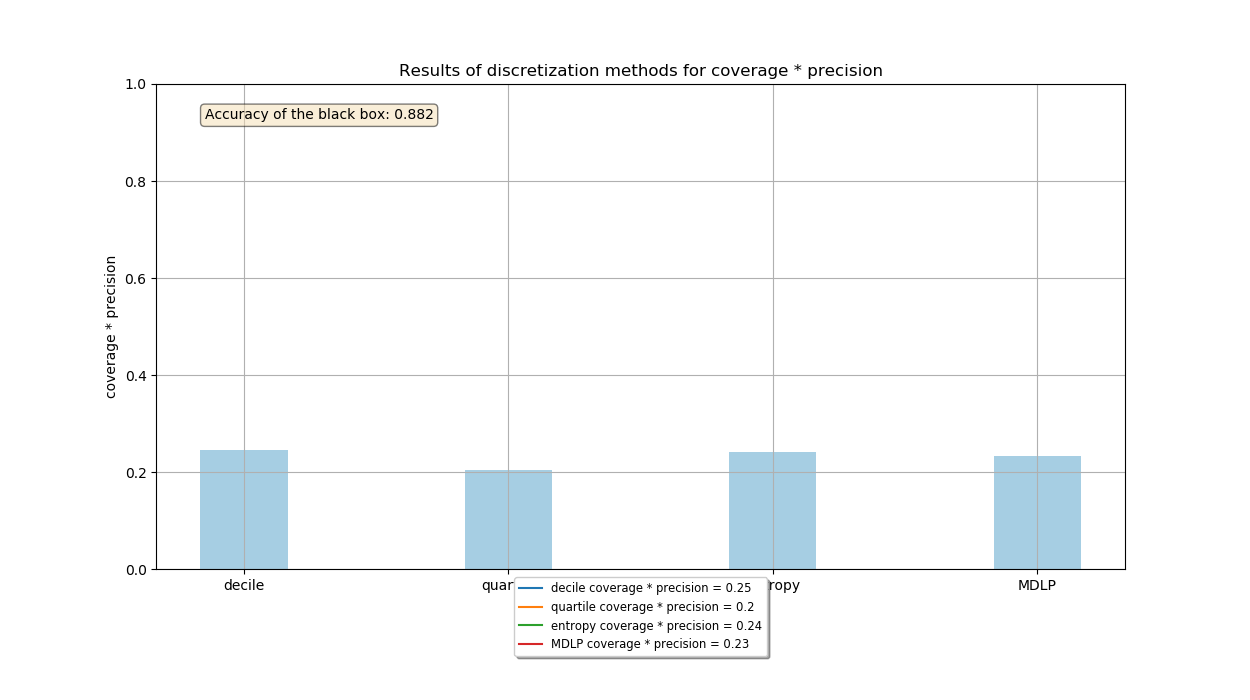 Results of discretization methods for coverage * precision
Accuracy of the black box: 0.882
coverage * precision
1.0
0.8
0.6
0.4
0.2
0.0
decile
quar
ropy
MDLP
decile coverage * precision = 0.25
quartile coverage * precision = 0.2
entropy coverage * precision = 0.24
MDLP coverage * precision = 0.23